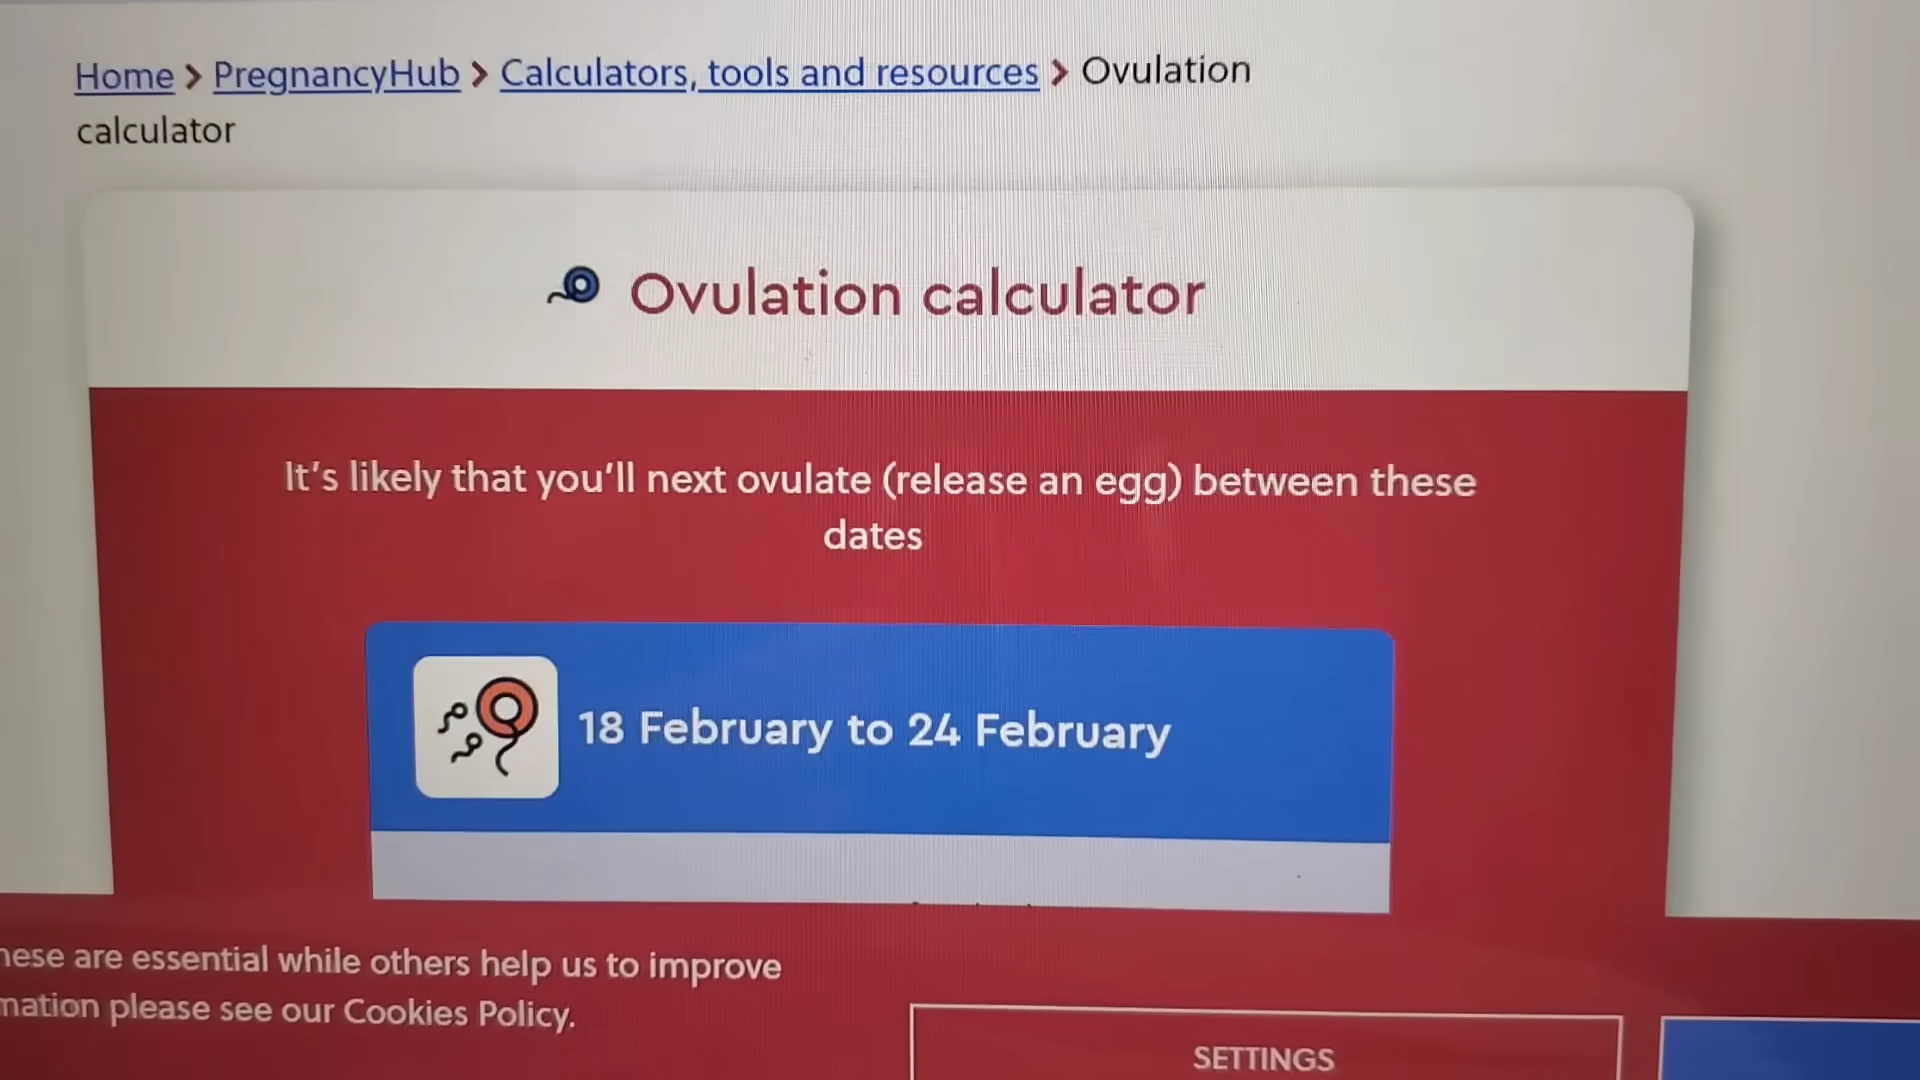 Home > PregnancyHub > Calculators, tools and resources > Ovulation
calculator
Ovulation calculator
It's likely that you'll next ovulate (release an egg) between these
dates
18 February to 24 February
are essential while others help us to improve
please see our Cookies Policy.
SETTINGS